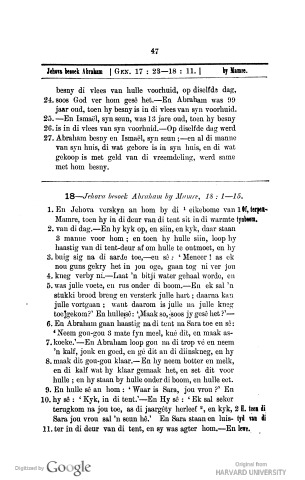 47
Jehova besoek Abraham | GEN. 17 : 23—18 : 11. | by Mamre.
besny di vlees van hulle voorhuid, op diselfde dag,
24. soos God ver hom gesê het.—En Abraham was 99
jaar oud, toen hy besny is in di vlees van syn voorhuid.
25. —En Ismaël, syn seun, was 13 jare oud, toen hy besny
26. is in di vlees van syn voorhuid.—Op diselfde dag werd
27. Abraham besny en Ismaël, syn seun ;—en al di manne
van syn huis, di wat gebore is in syn huis, en di wat
gekoop is met geld van di vreemdeling, werd same
met hom besny.
18—Jehova besoek Abraham by Mamre, 18 : 1—15.
1. En Jehova verskyn an hom by di ¹ eikebome van 1 Of, terpen-
Mamre, toen hy in di deur van di tent sit in di warmte tynboom.
2. van di dag.—En hy kyk op, en siin, en kyk, daar staan
3 manne voor hom ; en toen hy hulle siin, loop hy
haastig van di tent-deur af om hulle te ontmoet, en hy
3. buig sig na di aarde toe,—en sê : 'Meneer ! as ek
nou guns gekry het in jou oge, gaan tog ni ver jou
4. kneg verby ni.—Laat 'n bitji water gehaal worde, en
5. was julle voete, en rus onder di boom.—En ek sal 'n
stukki brood breng en versterk julle hart ; daarna kan
julle vortgaan ; want daarom is julle na julle kneg
toegekom?' En hulle sê : 'Maak so, soos jy gesê het.'—
6. En Abraham gaan haastig na di tent na Sara toe en sê:
'Neem gou-gou 3 mate fyn meel, knê dit, en maak as-
7. koeke.'—En Abraham loop gou na di trop vé en neem
'n kalf, jonk en goed, en gé dit an di diinskneg, en hy
8. maak dit gou-gou klaar.—En hy neem botter en melk,
en di kalf wat hy klaar gemaak het, en set dit voor
hulle ; en hy staan by hulle onder di boom, en hulle eet.
9. En hulle sê an hom : 'Waar is Sara, jou vrou ?' En
10. hy sê : 'Kyk, in di tent.'—En Hy sê : 'Ek sal seker
terugkom na jou toe, as di jaargety herleef ², en kyk, 2 ff. toen di
Sara jou vrou sal 'n seun hê.' En Sara staan en luis- tyd van di
11. ter in di deur van di tent, en sy was agter hom.—En lewe.
Digitized by Google
Original from
HARVARD UNIVERSITY